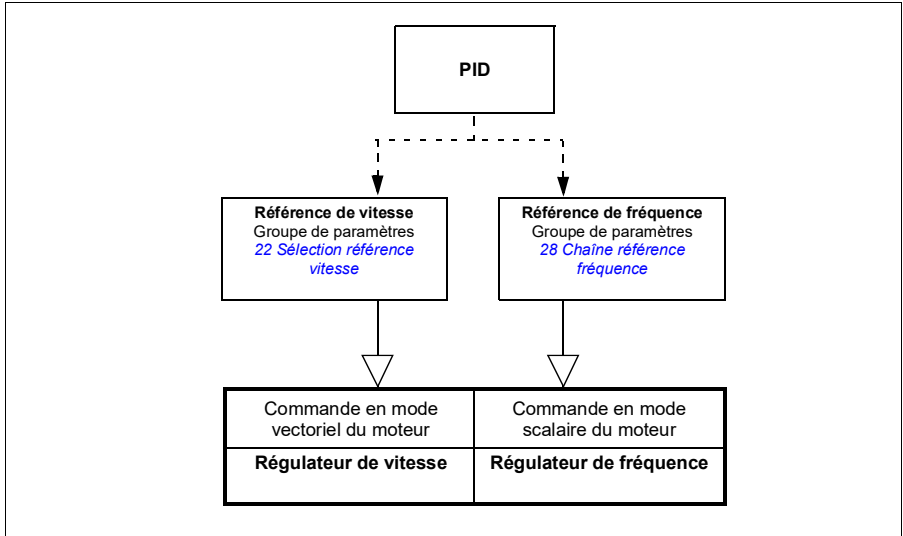 PID
Référence de vitesse
Groupe de paramètres
22 Sélection référence
vitesse
Référence de fréquence
Groupe de paramètres
28 Chaîne référence
fréquence
Commande en mode
vectoriel du moteur
Commande en mode
scalaire du moteur
Régulateur de vitesse
Régulateur de fréquence